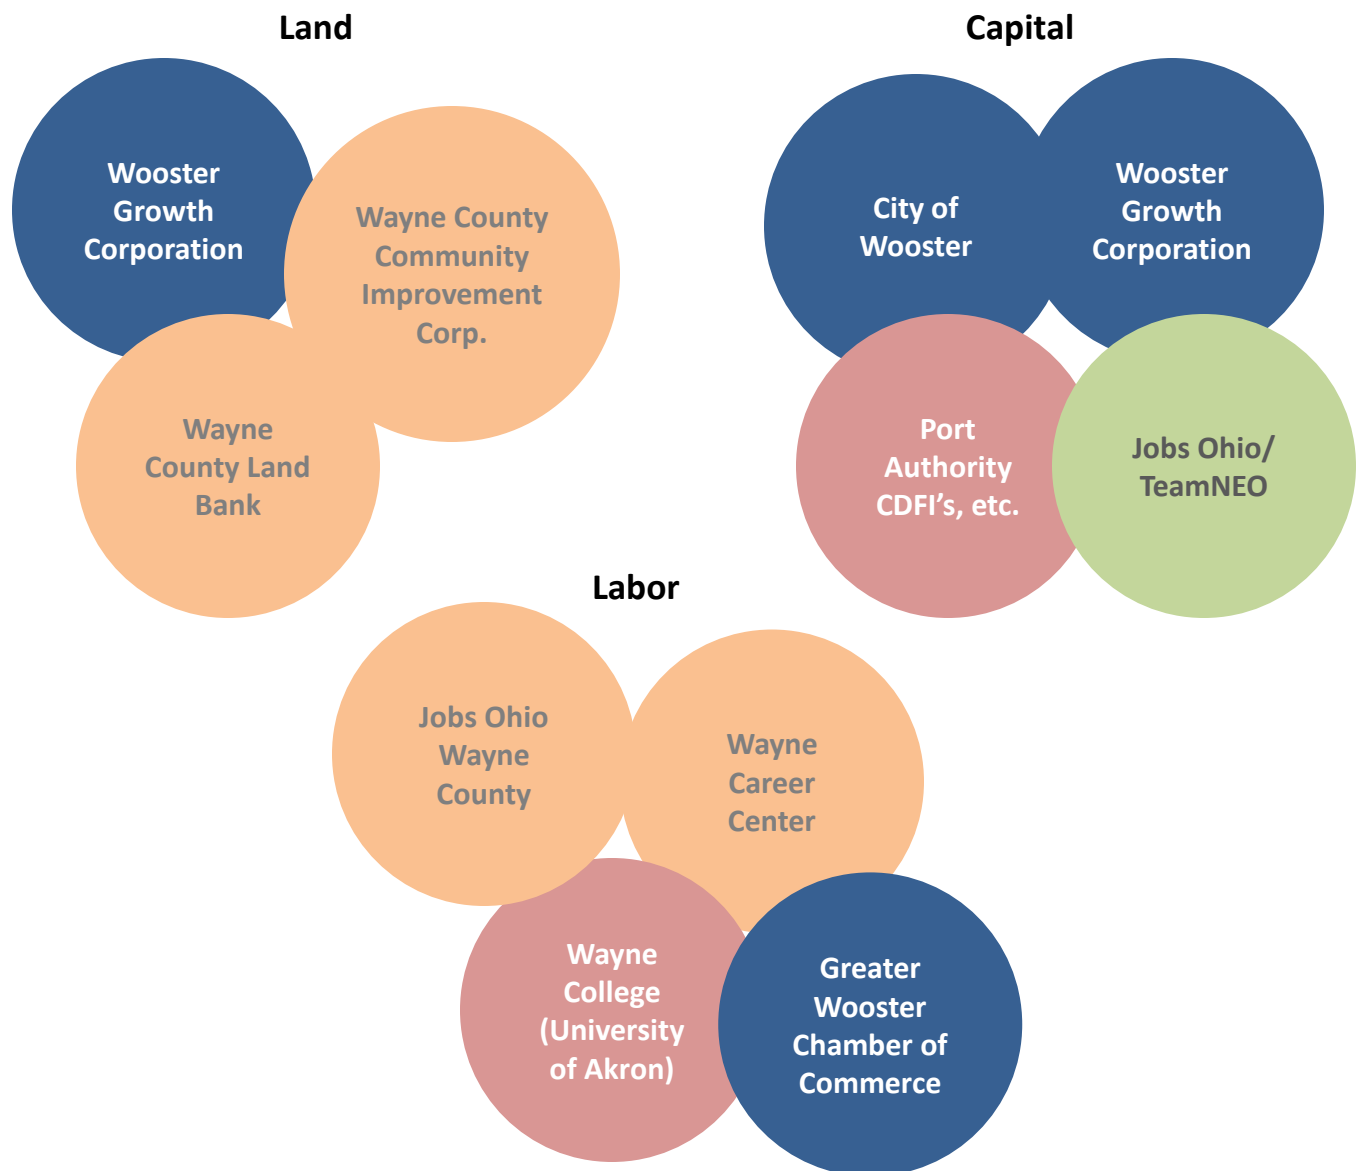 Land
Wooster
Growth
Corporation
Wayne County
Community
Improvement
Corp.
Wayne
County Land
Bank
Capital
City of
Wooster
Wooster
Growth
Corporation
Port
Authority
CDFI’s, etc.
Jobs Ohio/
TeamNEO
Labor
Jobs Ohio
Wayne
County
Wayne
Career
Center
Wayne
College
(University
of Akron)
Greater
Wooster
Chamber of
Commerce